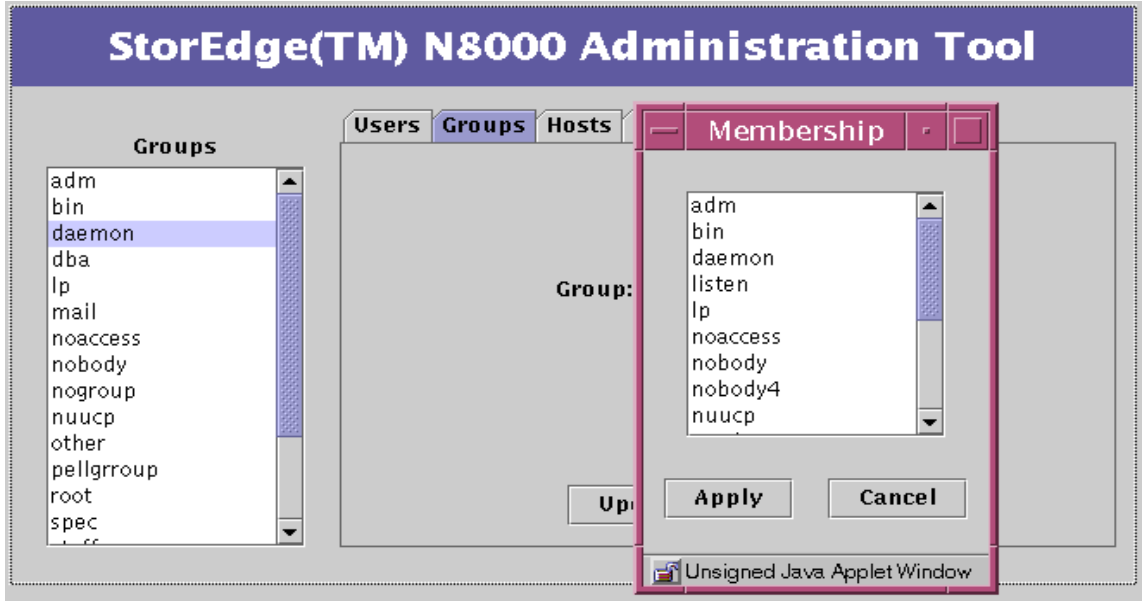 StorEdge(TM) N8000 Administration Tool
Groups
adm
bin
daemon
dba
lp
mail
noaccess
nobody
nogroup
nuucp
other
pellgrroup
root
spec
Users Groups Hosts
Group:
Membership
adm
bin
daemon
listen
lp
noaccess
nobody
nobody4
nuucp
Apply Cancel
Unsigned Java Applet Window